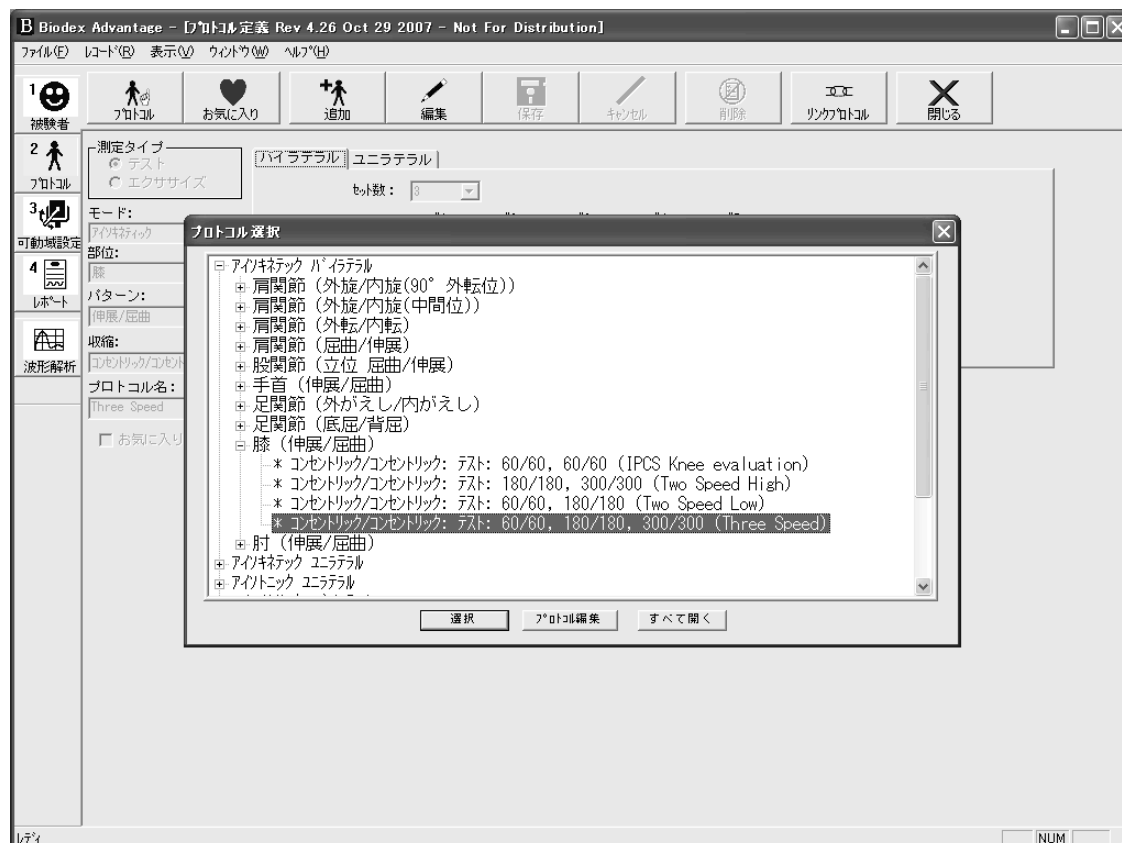 B Biodex Advantage - [ﾌﾟﾛﾄｺﾙ定義 Rev 4.26 Oct 29 2007 - Not For Distribution]
ﾌｧｲﾙ(F) ﾚｺｰﾄﾞ(R) 表示(V) ｳｨﾝﾄﾞｳ(W) ﾍﾙﾌﾟ(H)
1
被験者
ﾌﾟﾛﾄｺﾙ
お気に入り
追加
編集
保存
ｷｬﾝｾﾙ
削除
ﾘﾝｸﾌﾟﾛﾄｺﾙ
閉じる
2
ﾌﾟﾛﾄｺﾙ
3
可動域設定
4
ﾚﾎﾟｰﾄ
波形解析
測定タイプ
テスト
エクササイズ
バイラテラル ユニラテラル
ｾｯﾄ数： 3
モード:
ｱｲｿｷﾈﾃｨｯｸ
部位:
膝
パターン:
伸展/屈曲
収縮:
ｺﾝｾﾝﾄﾘｯｸ/ｺﾝｾﾝﾄ
プロトコル名：
Three Speed
お気に入り
プロトコル選択
ｱｲｿｷﾈﾃｯｸ ﾊﾞｲﾗﾃﾗﾙ
肩関節 (外旋/内旋(90° 外転位))
肩関節 (外旋/内旋(中間位))
肩関節 (外転/内転)
肩関節 (屈曲/伸展)
股関節 (立位 屈曲/伸展)
手首 (伸展/屈曲)
足関節 (外がえし/内がえし)
足関節 (底屈/背屈)
膝 (伸展/屈曲)
* ｺﾝｾﾝﾄﾘｯｸ/ｺﾝｾﾝﾄﾘｯｸ: ﾃｽﾄ: 60/60, 60/60 (IPCS Knee evaluation)
* ｺﾝｾﾝﾄﾘｯｸ/ｺﾝｾﾝﾄﾘｯｸ: ﾃｽﾄ: 180/180, 300/300 (Two Speed High)
* ｺﾝｾﾝﾄﾘｯｸ/ｺﾝｾﾝﾄﾘｯｸ: ﾃｽﾄ: 60/60, 180/180 (Two Speed Low)
* ｺﾝｾﾝﾄﾘｯｸ/ｺﾝｾﾝﾄﾘｯｸ: ﾃｽﾄ: 60/60, 180/180, 300/300 (Three Speed)
肘 (伸展/屈曲)
ｱｲｿｷﾈﾃｯｸ ﾕﾆﾗﾃﾗﾙ
ｱｲｿﾄﾆｯｸ ﾕﾆﾗﾃﾗﾙ
選択 ﾌﾟﾛﾄｺﾙ編集 すべて開く
ﾚﾃﾞｨ
NUM